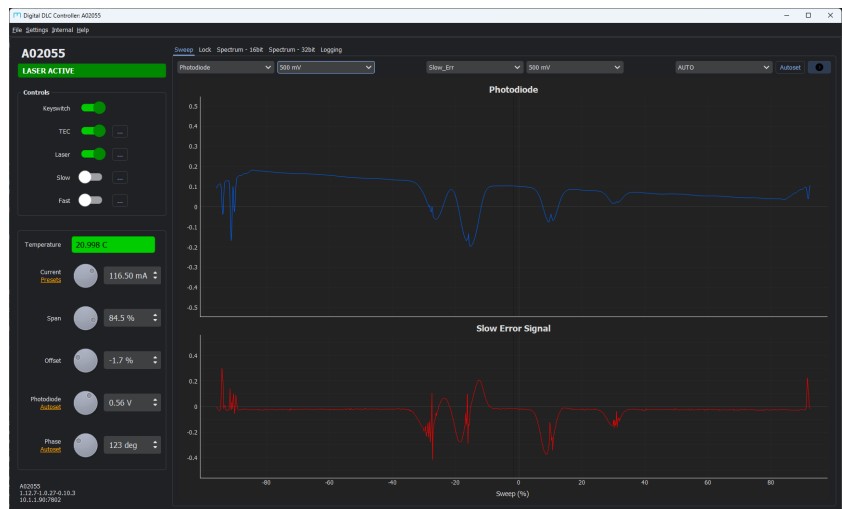 Digital DLC Controller: A02055
File Settings Internal Help
A02055
LASER ACTIVE
Controls
Keyswitch
TEC ...
Laser ...
Slow ...
Fast ...
Temperature 20.998 C
Current
Presets
116.50 mA
Span 84.5 %
Offset -1.7 %
Photodiode
Autoset
0.56 V
Phase
Autoset
123 deg
A02055
1.12.7-1.0.27-0.10.3
10.1.1.90:7802
Sweep Lock Spectrum - 16bit Spectrum - 32bit Logging
Photodiode 500 mV Slow_Err 500 mV AUTO Autoset
Photodiode
0.5
0.4
0.3
0.2
0.1
0
-0.1
-0.2
-0.3
-0.4
-0.5
Slow Error Signal
0.4
0.2
0
-0.2
-0.4
-80 -60 -40 -20 0 20 40 60 80
Sweep (%)